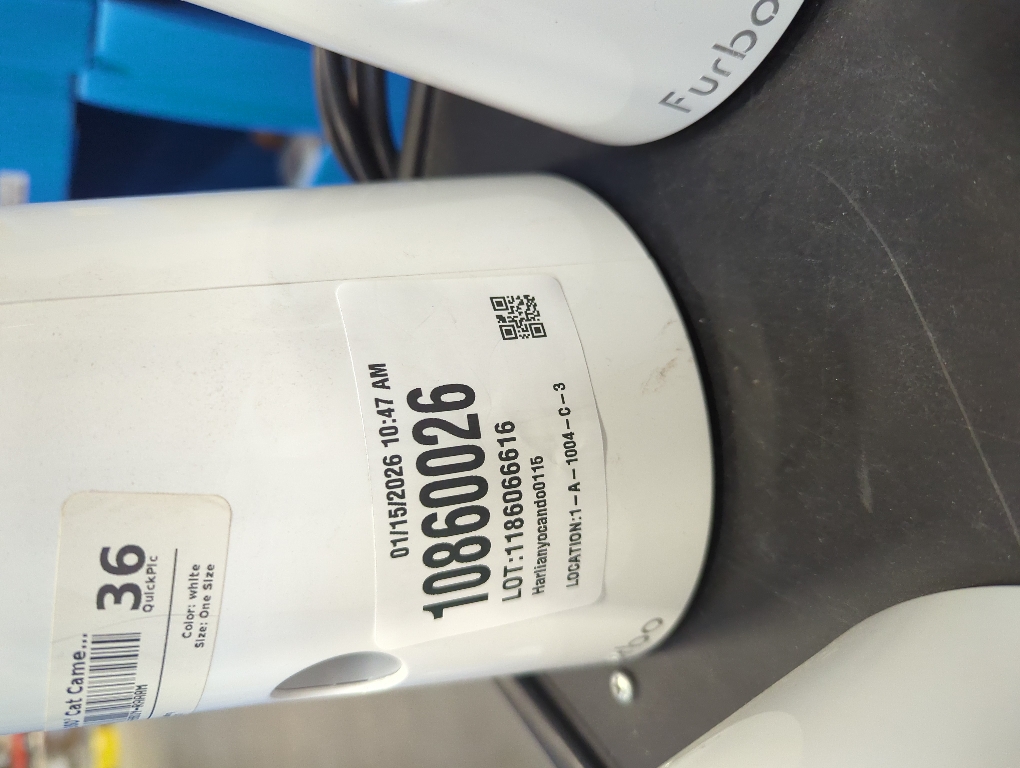 Furbo
01/15/2026 10:47 AM
10860026
LOT:1186066616
Harlianyocando0115
LOCATION:1-A-1004-C-3
Cat Came...
36
QuickPic
Color: white
Size: One Size